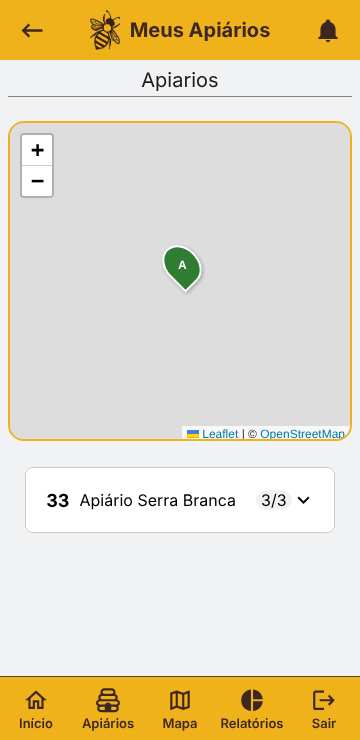 Meus Apiários
Apiarios
+
−
A
Leaflet | © OpenStreetMap
33 Apiário Serra Branca 3/3
Início Apiários Mapa Relatórios Sair